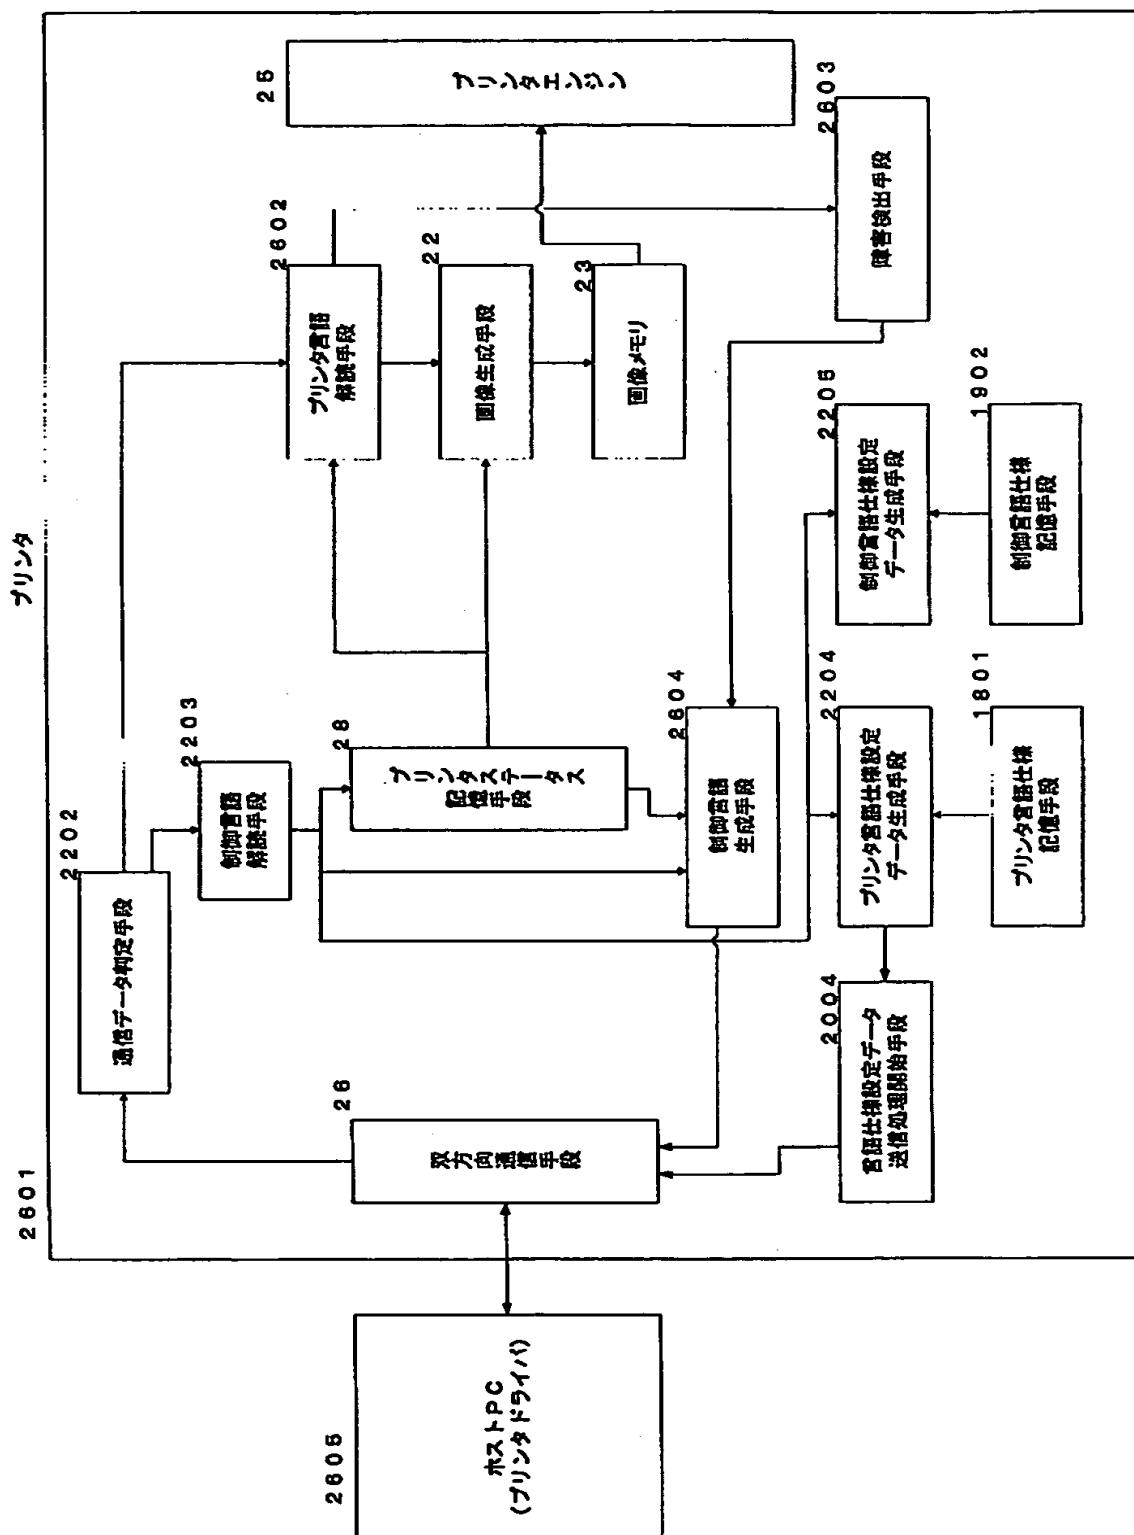 プリンタ
2601
2202
通信データ判定手段
2203
制御言語
解読手段
2602
プリンタ言語
解読手段
25
プリンタエンジン
22
画像生成手段
23
画像メモリ
28
プリンタステータス
記憶手段
26
双方向通信手段
2605
ホストPC
(プリンタドライバ)
2604
制御言語
生成手段
2603
障害検出手段
2004
言語仕様設定データ
送信処理開始手段
2204
プリンタ言語仕様設定
データ生成手段
2205
制御言語仕様設定
データ生成手段
1801
プリンタ言語仕様
記憶手段
1902
制御言語仕様
記憶手段